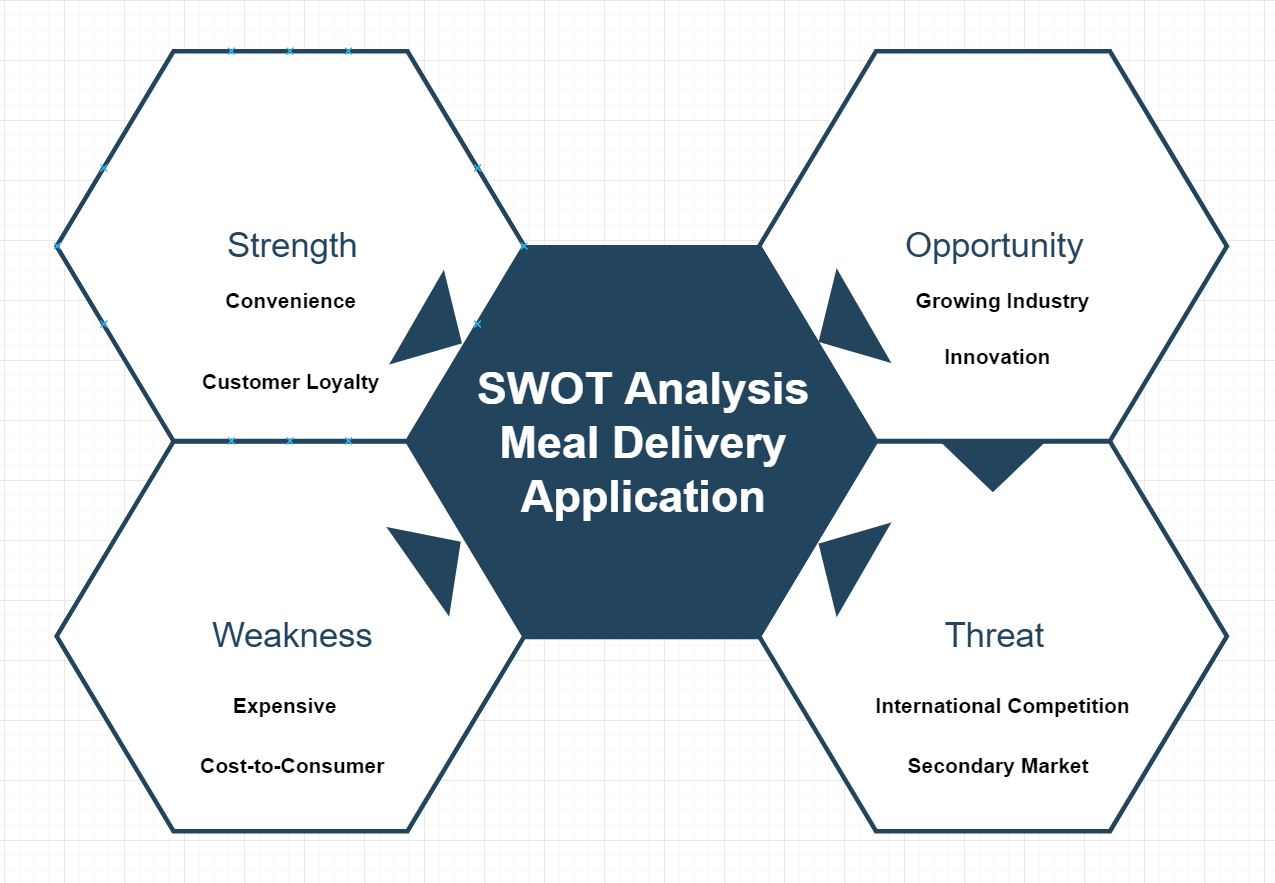 Strength
Convenience
Customer Loyalty
Opportunity
Growing Industry
Innovation
SWOT Analysis
Meal Delivery
Application
Weakness
Expensive
Cost-to-Consumer
Threat
International Competition
Secondary Market